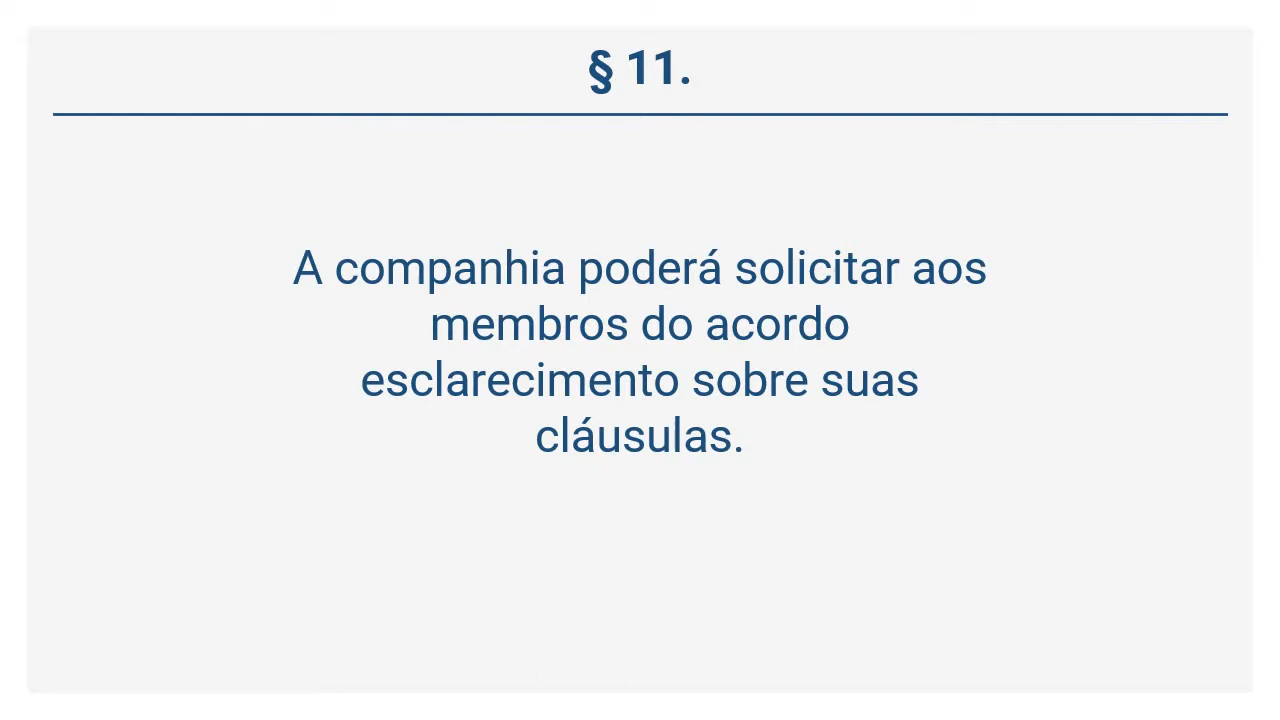 § 11.
A companhia poderá solicitar aos
membros do acordo
esclarecimento sobre suas
cláusulas.